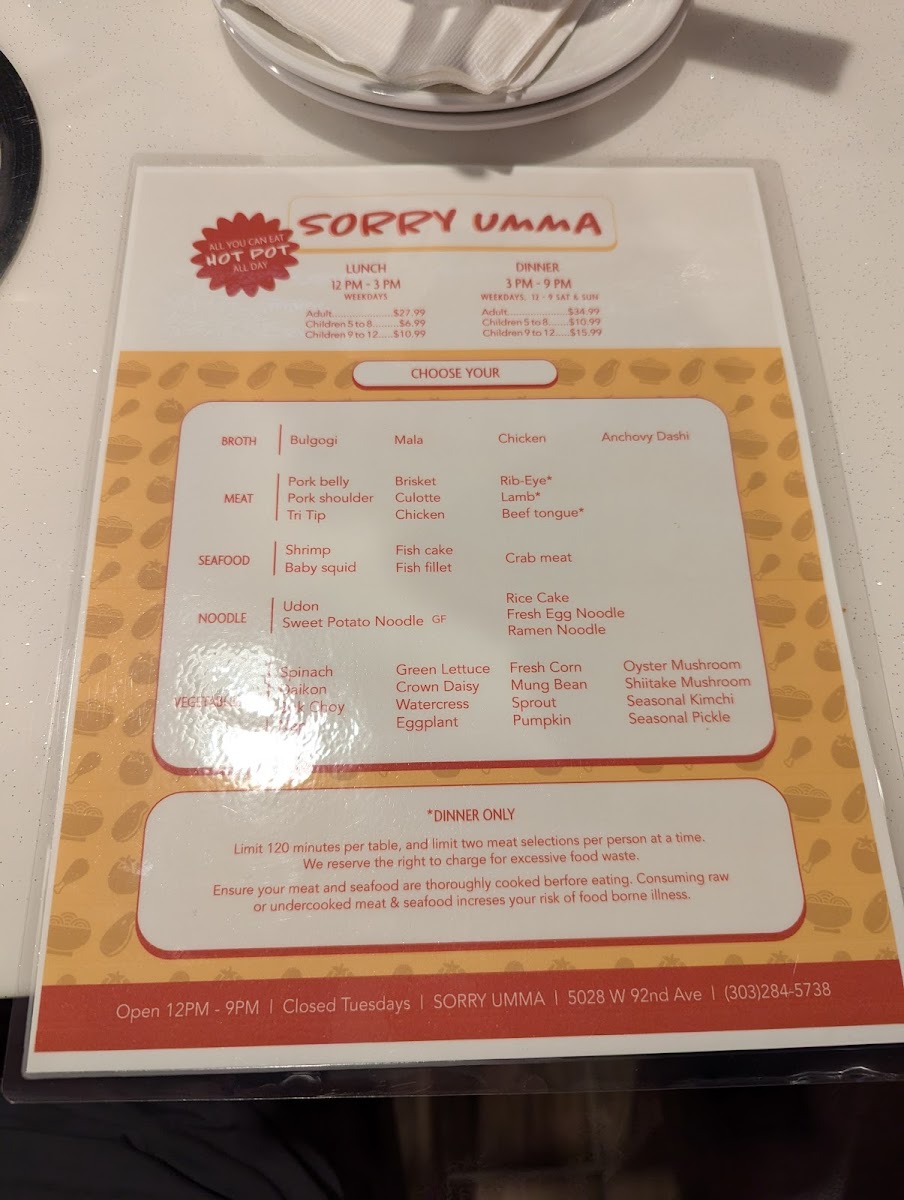 ALL YOU CAN EAT
HOT POT
ALL DAY
SORRY UMMA
LUNCH
12 PM - 3 PM
WEEKDAYS
Adult.....................$27.99
Children 5 to 8.........$6.99
Children 9 to 12.....$10.99
DINNER
3 PM - 9 PM
WEEKDAYS, 12 - 9 SAT & SUN
Adult.....................$34.99
Children 5 to 8.......$10.99
Children 9 to 12.....$15.99
CHOOSE YOUR
BROTH Bulgogi Mala Chicken Anchovy Dashi
MEAT
Pork belly Brisket Rib-Eye*
Pork shoulder Culotte Lamb*
Tri Tip Chicken Beef tongue*
SEAFOOD
Shrimp Fish cake Crab meat
Baby squid Fish fillet
NOODLE
Udon Rice Cake
Sweet Potato Noodle GF Fresh Egg Noodle
Ramen Noodle
Spinach Green Lettuce Fresh Corn Oyster Mushroom
Crown Daisy Mung Bean Shiitake Mushroom
Choy Watercress Sprout Seasonal Kimchi
Eggplant Pumpkin Seasonal Pickle
*DINNER ONLY
Limit 120 minutes per table, and limit two meat selections per person at a time.
We reserve the right to charge for excessive food waste.
Ensure your meat and seafood are thoroughly cooked berfore eating. Consuming raw
or undercooked meat & seafood increses your risk of food borne illness.
Open 12PM - 9PM | Closed Tuesdays | SORRY UMMA | 5028 W 92nd Ave | (303)284-5738